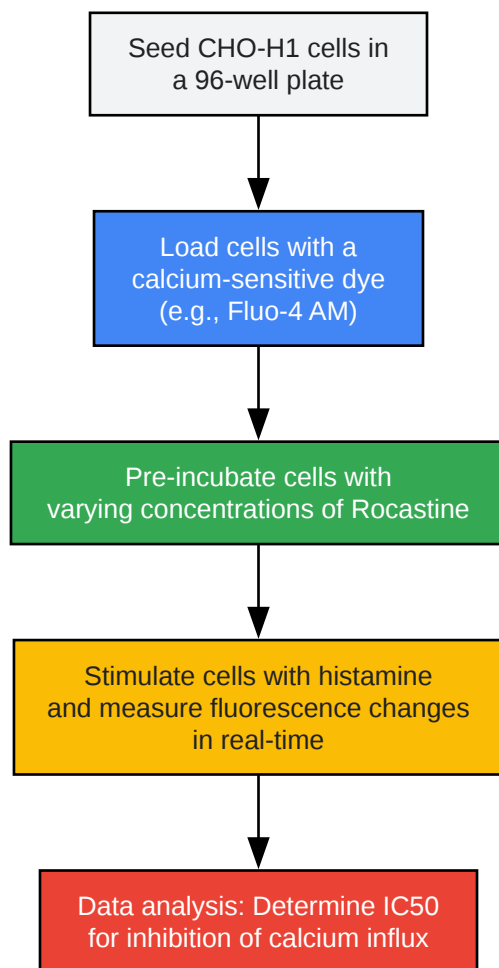 Seed CHO-H1 cells in
a 96-well plate
Load cells with a
calcium-sensitive dye
(e.g., Fluo-4 AM)
Pre-incubate cells with
varying concentrations of Rocastine
Stimulate cells with histamine
and measure fluorescence changes
in real-time
Data analysis: Determine IC50
for inhibition of calcium influx